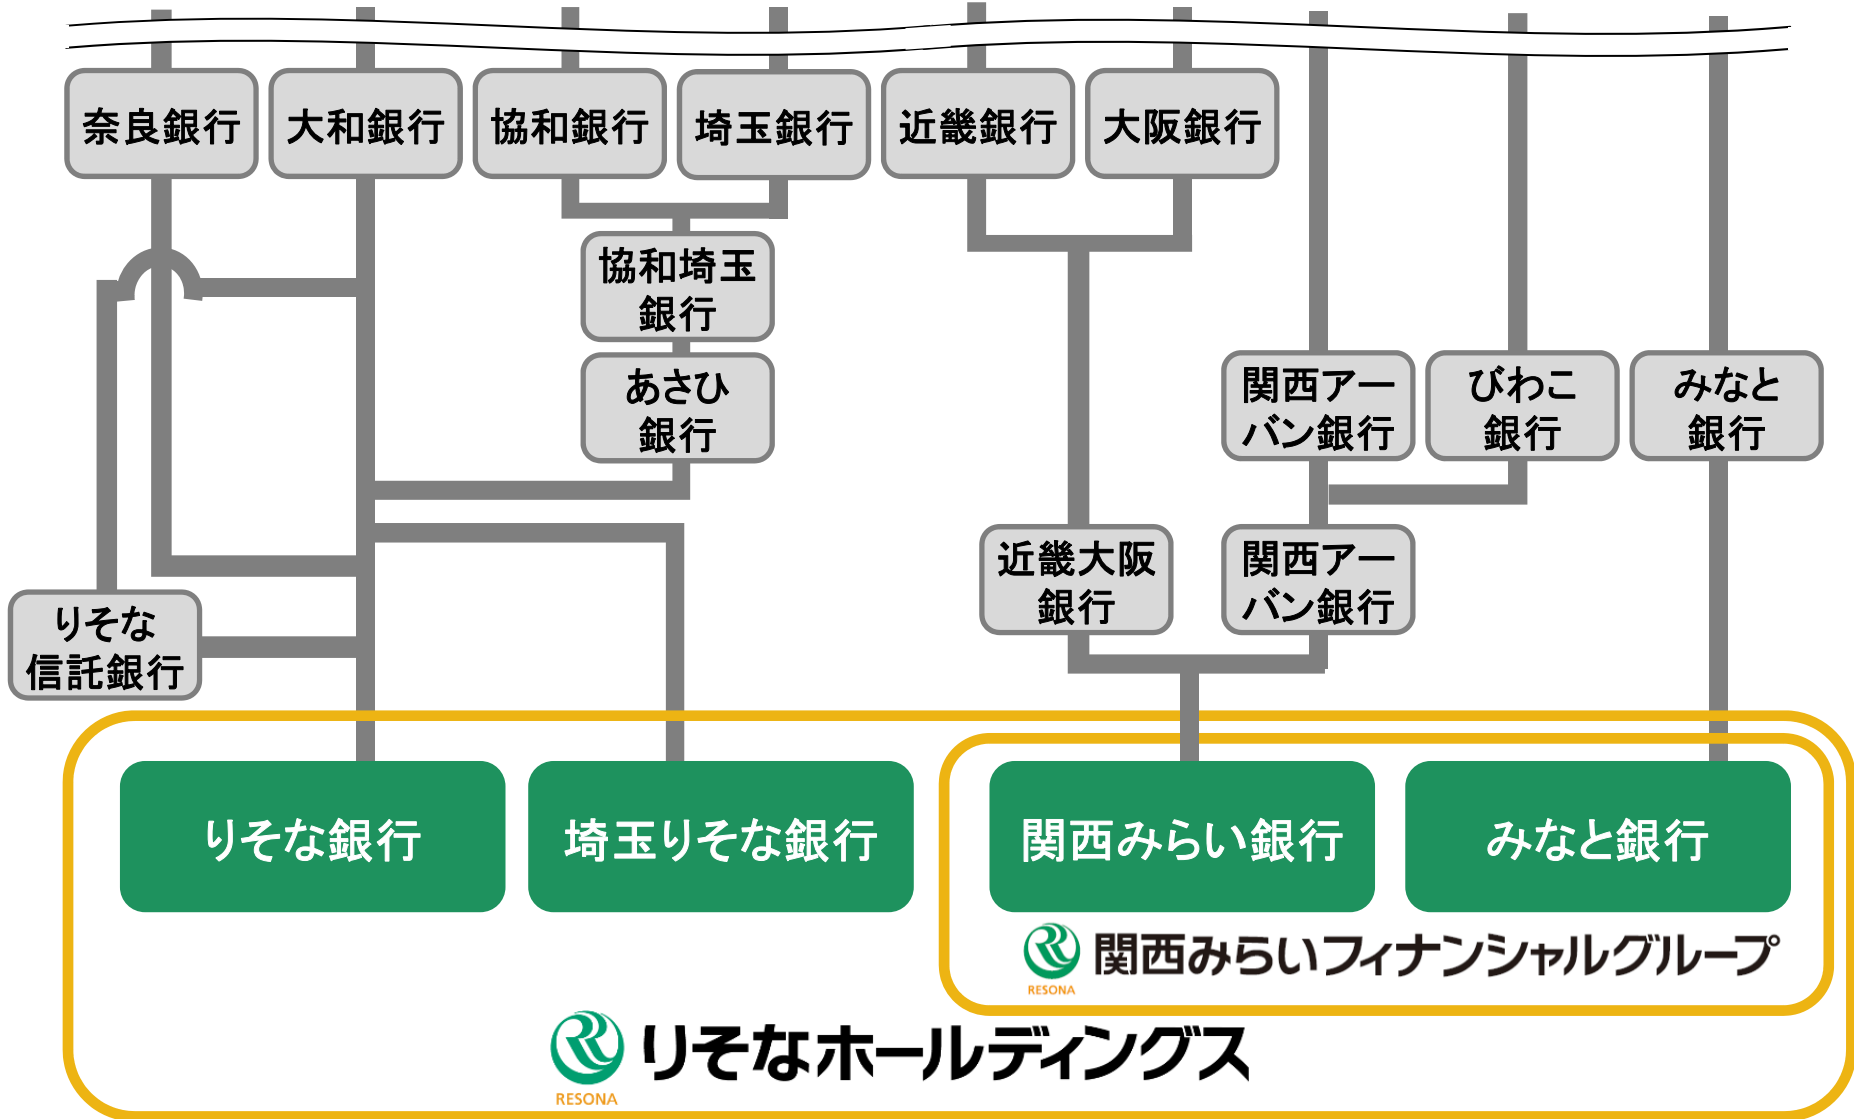 奈良銀行
大和銀行
協和銀行
埼玉銀行
近畿銀行
大阪銀行
協和埼玉
銀行
あさひ
銀行
関西アー
バン銀行
びわこ
銀行
みなと
銀行
近畿大阪
銀行
関西アー
バン銀行
りそな
信託銀行
りそな銀行
埼玉りそな銀行
関西みらい銀行
みなと銀行
関西みらいフィナンシャルグループ
RESONA
りそなホールディングス
RESONA